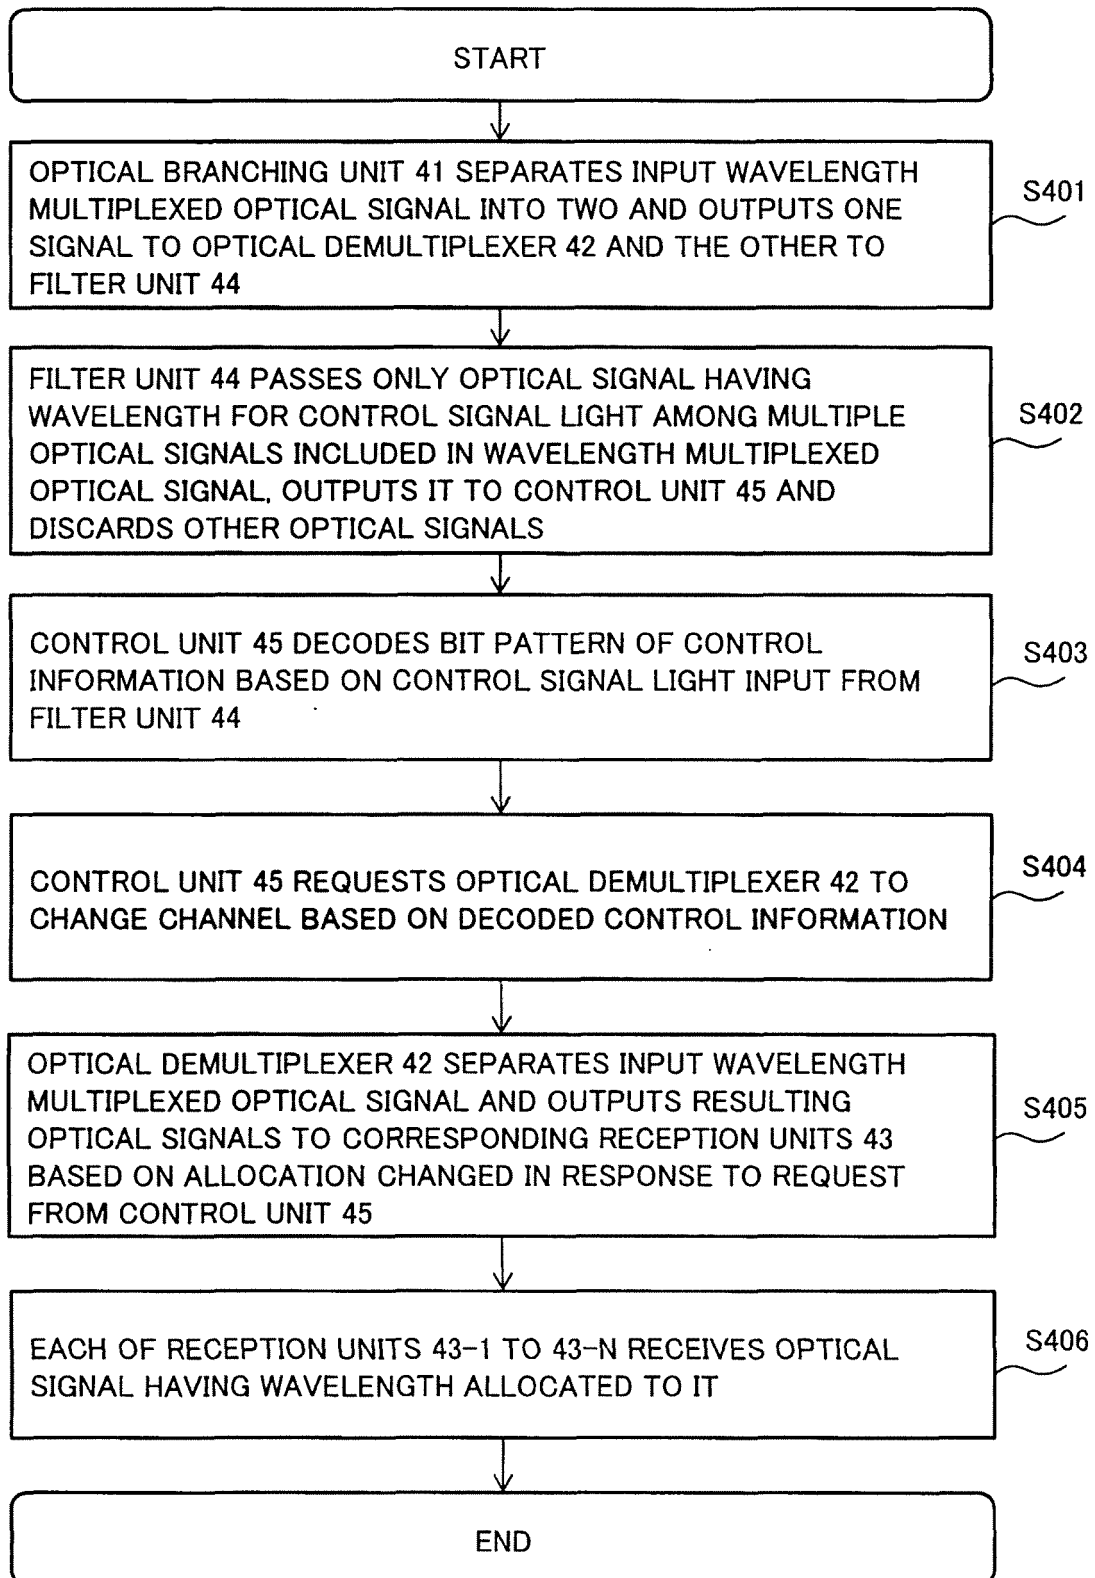 START
OPTICAL BRANCHING UNIT 41 SEPARATES INPUT WAVELENGTH
MULTIPLEXED OPTICAL SIGNAL INTO TWO AND OUTPUTS ONE
SIGNAL TO OPTICAL DEMULTIPLEXER 42 AND THE OTHER TO
FILTER UNIT 44
S401
FILTER UNIT 44 PASSES ONLY OPTICAL SIGNAL HAVING
WAVELENGTH FOR CONTROL SIGNAL LIGHT AMONG MULTIPLE
OPTICAL SIGNALS INCLUDED IN WAVELENGTH MULTIPLEXED
OPTICAL SIGNAL, OUTPUTS IT TO CONTROL UNIT 45 AND
DISCARDS OTHER OPTICAL SIGNALS
S402
CONTROL UNIT 45 DECODES BIT PATTERN OF CONTROL
INFORMATION BASED ON CONTROL SIGNAL LIGHT INPUT FROM
FILTER UNIT 44
S403
CONTROL UNIT 45 REQUESTS OPTICAL DEMULTIPLEXER 42 TO
CHANGE CHANNEL BASED ON DECODED CONTROL INFORMATION
S404
OPTICAL DEMULTIPLEXER 42 SEPARATES INPUT WAVELENGTH
MULTIPLEXED OPTICAL SIGNAL AND OUTPUTS RESULTING
OPTICAL SIGNALS TO CORRESPONDING RECEPTION UNITS 43
BASED ON ALLOCATION CHANGED IN RESPONSE TO REQUEST
FROM CONTROL UNIT 45
S405
EACH OF RECEPTION UNITS 43-1 TO 43-N RECEIVES OPTICAL
SIGNAL HAVING WAVELENGTH ALLOCATED TO IT
S406
END